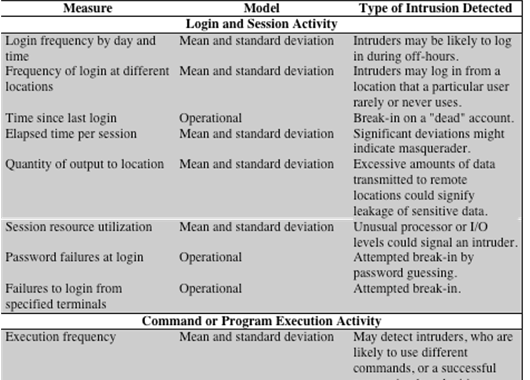 Measure Model Type of Intrusion Detected
Login and Session Activity
Login frequency by day and Mean and standard deviation Intruders may be likely to log
time in during off-hours.
Frequency of login at different Mean and standard deviation Intruders may log in from a
locations location that a particular user
rarely or never uses.
Time since last login Operational Break-in on a "dead" account.
Elapsed time per session Mean and standard deviation Significant deviations might
indicate masquerader.
Quantity of output to location Mean and standard deviation Excessive amounts of data
transmitted to remote
locations could signify
leakage of sensitive data.
Session resource utilization Mean and standard deviation Unusual processor or I/O
levels could signal an intruder.
Password failures at login Operational Attempted break-in by
password guessing.
Failures to login from Operational Attempted break-in.
specified terminals
Command or Program Execution Activity
Execution frequency Mean and standard deviation May detect intruders, who are
likely to use different
commands, or a successful